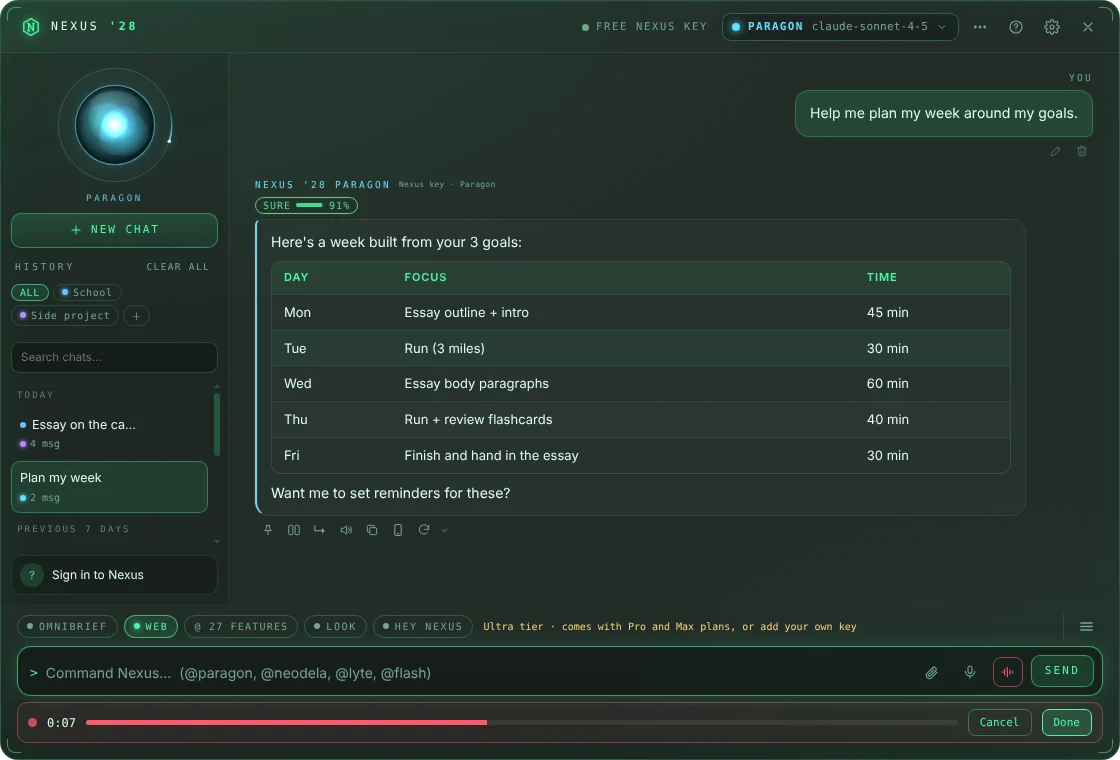 NEXUS '28
FREE NEXUS KEY
PARAGON claude-sonnet-4-5
YOU
Help me plan my week around my goals.
PARAGON
+ NEW CHAT
HISTORY CLEAR ALL
ALL School
Side project +
Search chats...
TODAY
Essay on the ca...
4 msg
Plan my week
2 msg
PREVIOUS 7 DAYS
? Sign in to Nexus
NEXUS '28 PARAGON Nexus key · Paragon
SURE 91%
Here's a week built from your 3 goals:
DAY FOCUS TIME
Mon Essay outline + intro 45 min
Tue Run (3 miles) 30 min
Wed Essay body paragraphs 60 min
Thu Run + review flashcards 40 min
Fri Finish and hand in the essay 30 min
Want me to set reminders for these?
OMNIBRIEF WEB @ 27 FEATURES LOOK HEY NEXUS Ultra tier · comes with Pro and Max plans, or add your own key
> Command Nexus... (@paragon, @neodela, @lyte, @flash) SEND
0:07 Cancel Done